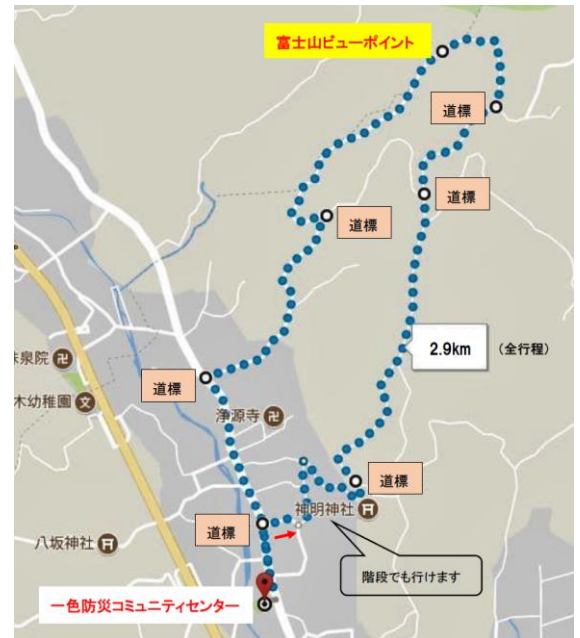 富士山ビューポイント
道標
道標
道標
2.9km （全行程）
泉院
道標
木幼稚園
浄源寺
道標
神明神社
道標
八坂神社
階段でも行けます
一色防災コミュニティセンター